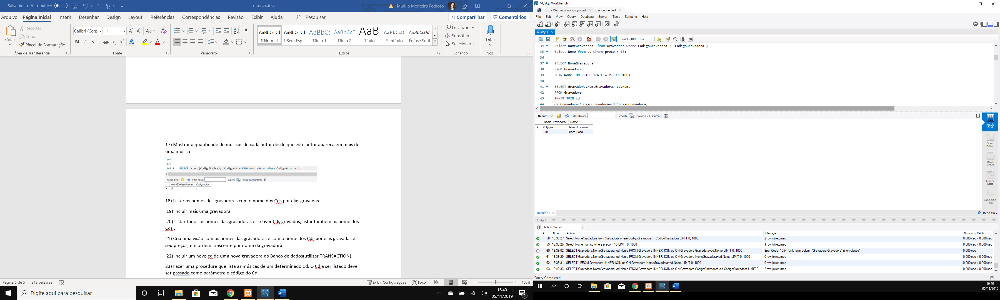 Salvamento Automático
musica.docx
Murillo Monteiro Pedroso
Arquivo Página Inicial Inserir Desenhar Design Layout Referências Correspondências Revisão Exibir Ajuda Pesquisar
Compartilhar Comentários
Colar
Recortar
Copiar
Pincel de Formatação
Área de Transferência
Calibri (Corp 11
Fonte
Parágrafo
AaBbCcDd AaBbCcDd AaBbCc AaBbCcE AaB AaBbCcD AaBbCcDd
¶ Normal ¶ Sem Esp... Título 1 Título 2 Título Subtítulo Ênfase Sutil
Estilos
Localizar
Substituir
Selecionar
Editando
Ditar
Voz
17) Mostrar a quantidade de músicas de cada autor desde que este autor apareça em mais de
uma música
147
148
149 SELECT count(CodigoMusica), CodigoAutor FROM MusicaAutor where CodigoAutor = 1 ;
Result Grid Filter Rows: Export: Wrap Cell Content:
count(CodigoMusica) CodigoAutor
17 1
18) Listar os nomes das gravadoras com o nome dos Cds por elas gravadas
19) Incluir mais uma gravadora.
20) Listar todos os nomes das gravadoras e se tiver Cds gravados, listar também os nome dos
Cds .
21) Cria uma visão com os nomes das gravadoras e com o nome dos Cds por elas gravadas e
seu preços, em ordem crescente por nome da gravadora.
22) Incluir um novo cd de uma nova gravadora no Banco de dados(utilizar TRANSACTION).
23) Fazer uma procedure que lista as músicas de um determinado Cd. O Cd a ser listado deve
ser passado como parâmetro o código do Cd.
Página 5 de 5 312 palavras
Exibir Configurações Foco 100%
Digite aqui para pesquisar
16:40
05/11/2019
2
MySQL Workbench
d - Warning - not supported unconnected
File Edit View Query Database Server Tools Scripting Help
Query 1
Limit to 1000 rows
34 Select NomeGravadora from Gravadora where CodigoGravadora = CodigoGravadora ;
35 Select Nome from cd where preco < 15;
36
37 SELECT NomeGravadora
38 FROM Gravadora
39 JOIN Nome ON C.IDCLIENTE = P.IDPEDIDO;
40
41 SELECT Gravadora.NomeGravadora, cd.Nome
42 FROM Gravadora
43 INNER JOIN cd
44 ON Gravadora.CodigoGravadora=cd.CodigoGravadora;
Result Grid Filter Rows: Export: Wrap Cell Content:
NomeGravadora Nome
Polygram Mais do mesmo
EMI Bate-Boca
Result Grid
Form Editor
Field Types
Query Stats
Execution Plan
Result 31
Read Only
Output
Action Output
# Time Action Message Duration / Fetch
58 16:33:27 Select NomeGravadora from Gravadora where CodigoGravadora = CodigoGravadora LIMIT 0, 1000 2 row(s) returned 0.000 sec / 0.000 sec
59 16:33:29 Select Nome from cd where preco < 15 LIMIT 0, 1000 1 row(s) returned 0.000 sec / 0.000 sec
60 16:39:02 SELECT Gravadora.NomeGravadora, cd.Nome FROM Gravadora INNER JOIN cd ON Gravadora.Gravadora=cd.Nome LIMIT 0, 1000 Error Code: 1054. Unknown column 'Gravadora.Gravadora' in 'on clause' 0.000 sec
61 16:39:20 SELECT Gravadora.NomeGravadora, cd.Nome FROM Gravadora INNER JOIN cd ON Gravadora.NomeGravadora=cd.Nome LIMIT 0, 1000 0 row(s) returned 0.000 sec / 0.000 sec
62 16:39:31 SELECT * FROM Gravadora INNER JOIN cd ON Gravadora.NomeGravadora=cd.Nome LIMIT 0, 1000 0 row(s) returned 0.000 sec / 0.000 sec
63 16:40:33 SELECT Gravadora.NomeGravadora, cd.Nome FROM Gravadora INNER JOIN cd ON Gravadora.CodigoGravadora=cd.CodigoGravadora LIMIT 0,... 2 row(s) returned 0.000 sec / 0.000 sec
Query Completed
16:40
05/11/2019